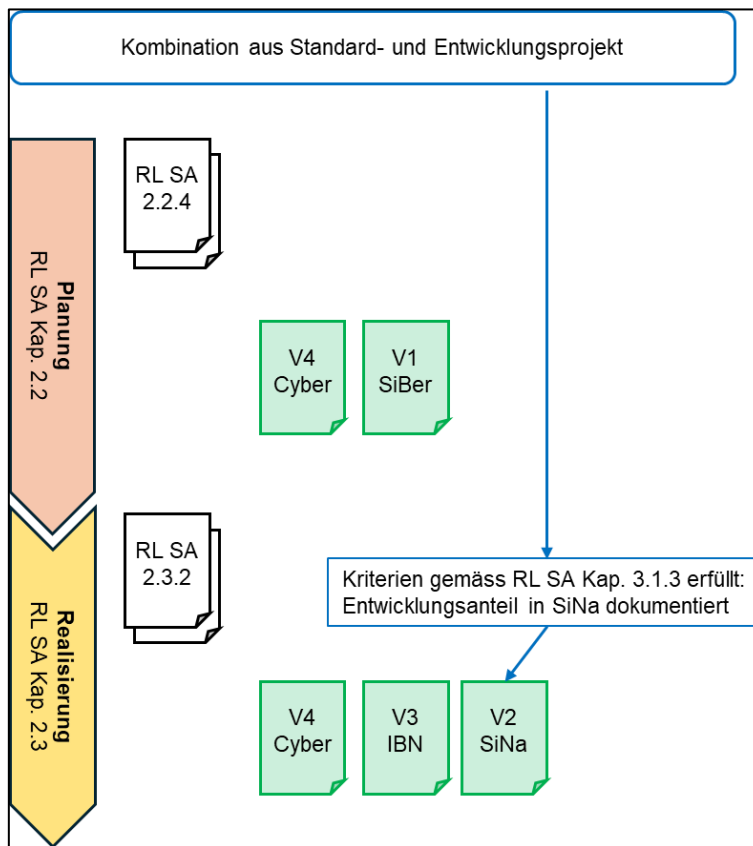 Kombination aus Standard- und Entwicklungsprojekt
Planung
RL SA Kap. 2.2
RL SA
2.2.4
V4
Cyber
V1
SiBer
Realisierung
RL SA Kap. 2.3
RL SA
2.3.2
Kriterien gemäss RL SA Kap. 3.1.3 erfüllt:
Entwicklungsanteil in SiNa dokumentiert
V4
Cyber
V3
IBN
V2
SiNa